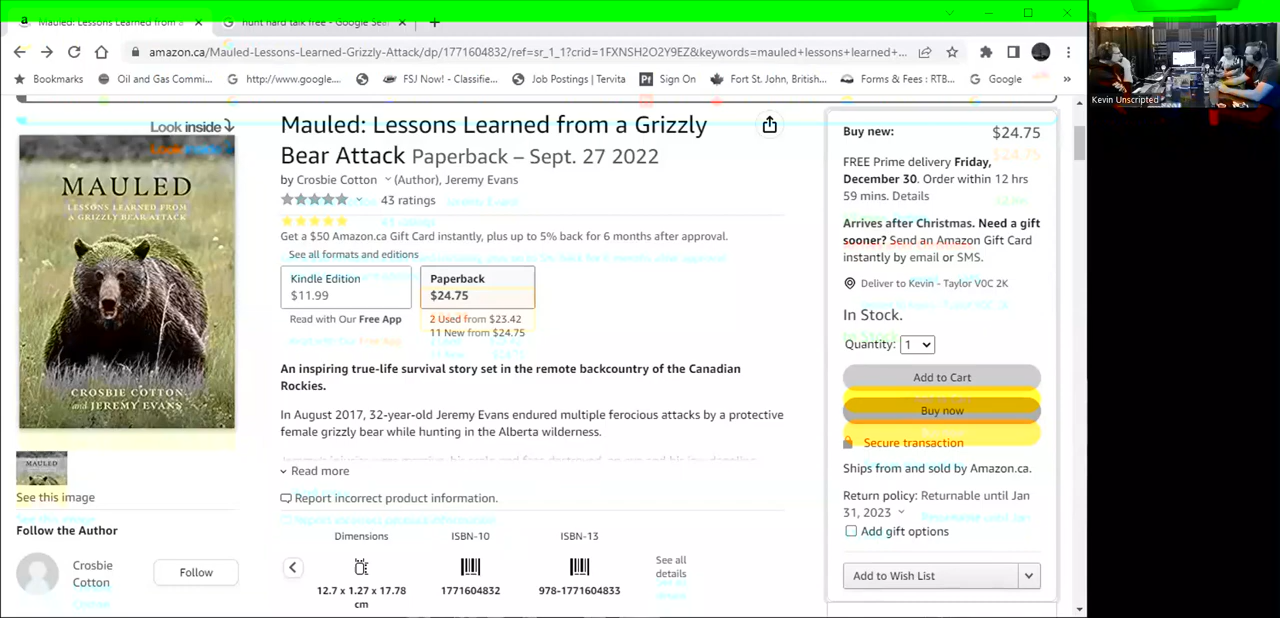 Mauled: Lessons Learned from a
hunt hard talk free - Google Sea
amazon.ca/Mauled-Lessons-Learned-Grizzly-Attack/dp/1771604832/ref=sr_1_1?crid=1FXNSH2O2Y9EZ&keywords=mauled+lessons+learned+...
Bookmarks
Oil and Gas Commi...
http://www.google....
FSJ Now! - Classifie...
Job Postings | Tervita
Sign On
Fort St. John, British...
Forms & Fees : RTB...
Google
Kevin Unscripted
Look inside
MAULED
LESSONS LEARNED FROM
A GRIZZLY BEAR ATTACK
CROSBIE COTTON
and JEREMY EVANS
MAULED
See this image
Follow the Author
Crosbie
Cotton
Follow
Mauled: Lessons Learned from a Grizzly
Bear Attack Paperback – Sept. 27 2022
by Crosbie Cotton (Author), Jeremy Evans
43 ratings
Get a $50 Amazon.ca Gift Card instantly, plus up to 5% back for 6 months after approval.
See all formats and editions
Kindle Edition
$11.99
Read with Our Free App
Paperback
$24.75
2 Used from $23.42
11 New from $24.75
An inspiring true-life survival story set in the remote backcountry of the Canadian
Rockies.
In August 2017, 32-year-old Jeremy Evans endured multiple ferocious attacks by a protective
female grizzly bear while hunting in the Alberta wilderness.
Read more
Report incorrect product information.
Dimensions
12.7 x 1.27 x 17.78
cm
ISBN-10
1771604832
ISBN-13
978-1771604833
See all
details
Buy new: $24.75
FREE Prime delivery Friday,
December 30. Order within 12 hrs
59 mins. Details
Arrives after Christmas. Need a gift
sooner? Send an Amazon Gift Card
instantly by email or SMS.
Deliver to Kevin - Taylor V0C 2K
In Stock.
Quantity: 1
Add to Cart
Buy now
Secure transaction
Ships from and sold by Amazon.ca.
Return policy: Returnable until Jan
31, 2023
Add gift options
Add to Wish List